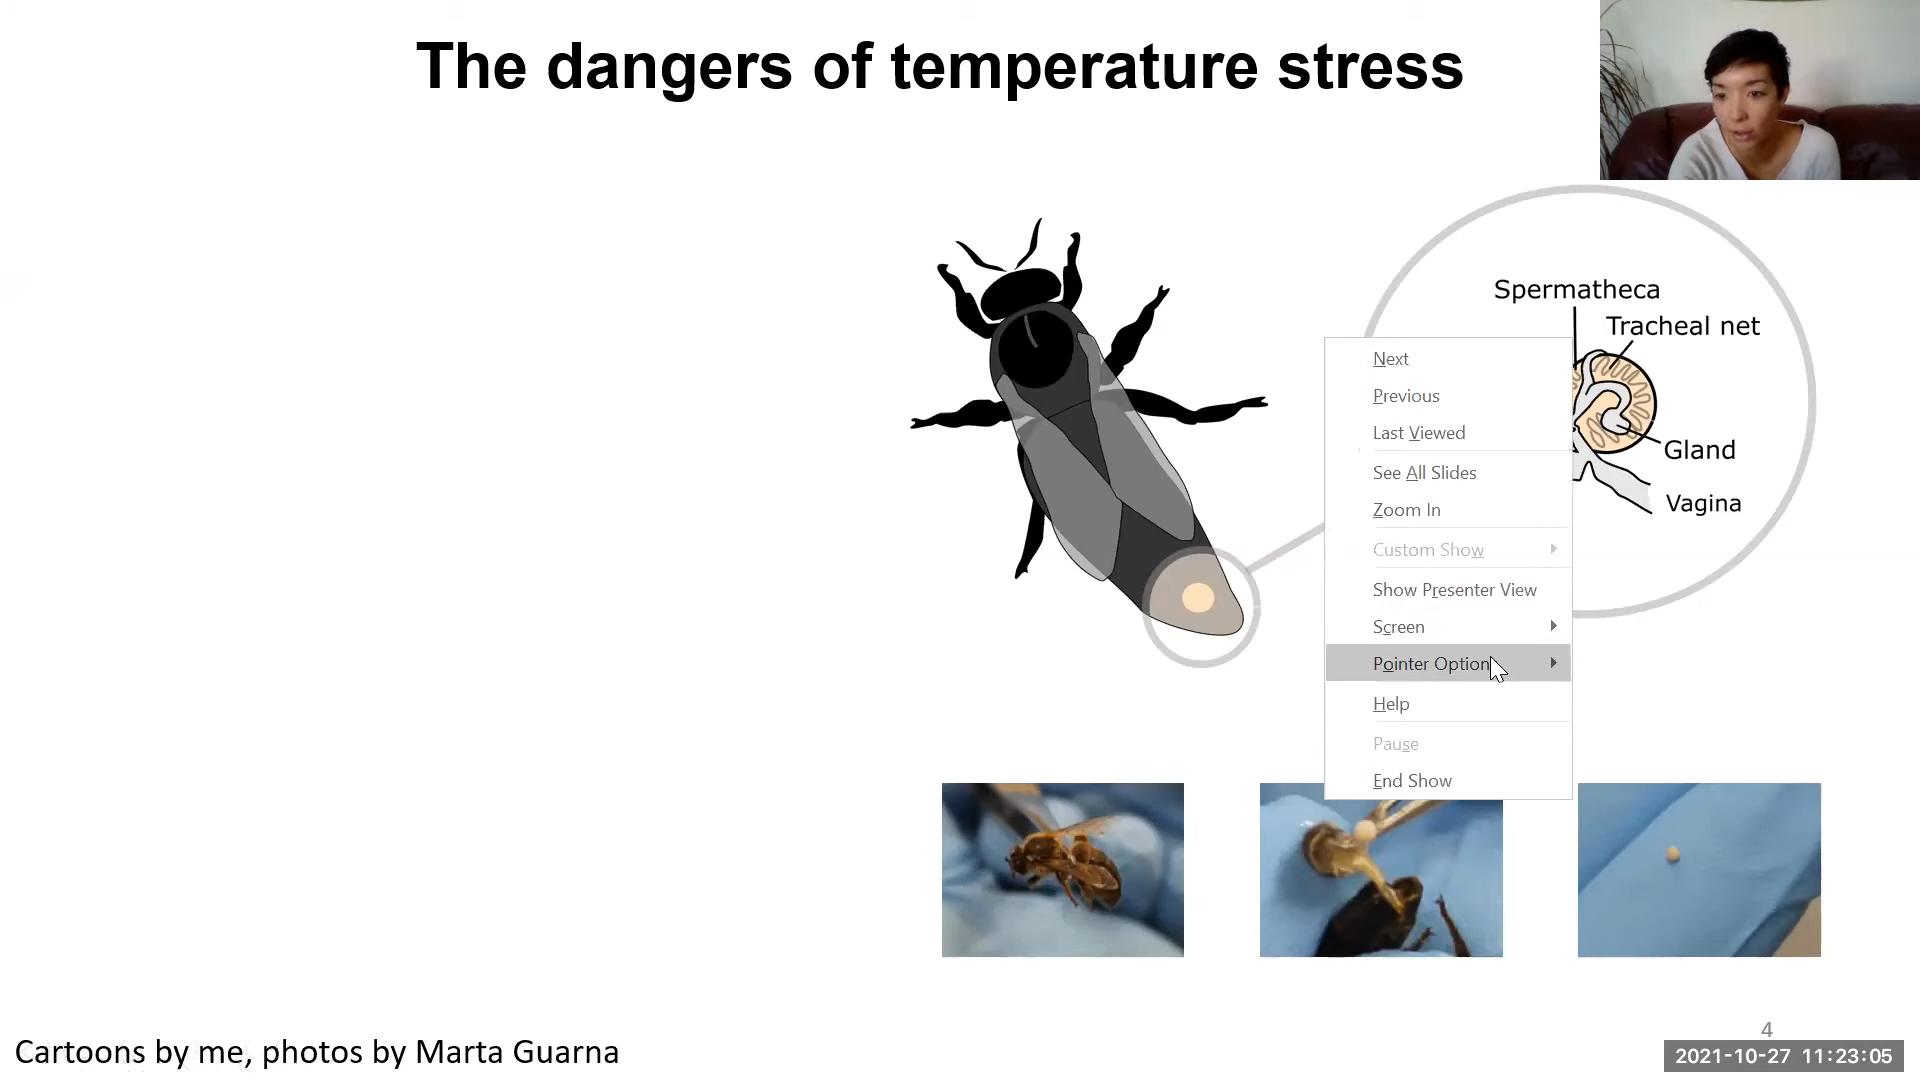 The dangers of temperature stress
Spermatheca
Tracheal net
Gland
Vagina
Next
Previous
Last Viewed
See All Slides
Zoom In
Custom Show
Show Presenter View
Screen
Pointer Option
Help
Pause
End Show
4
Cartoons by me, photos by Marta Guarna
2021-10-27 11:23:05